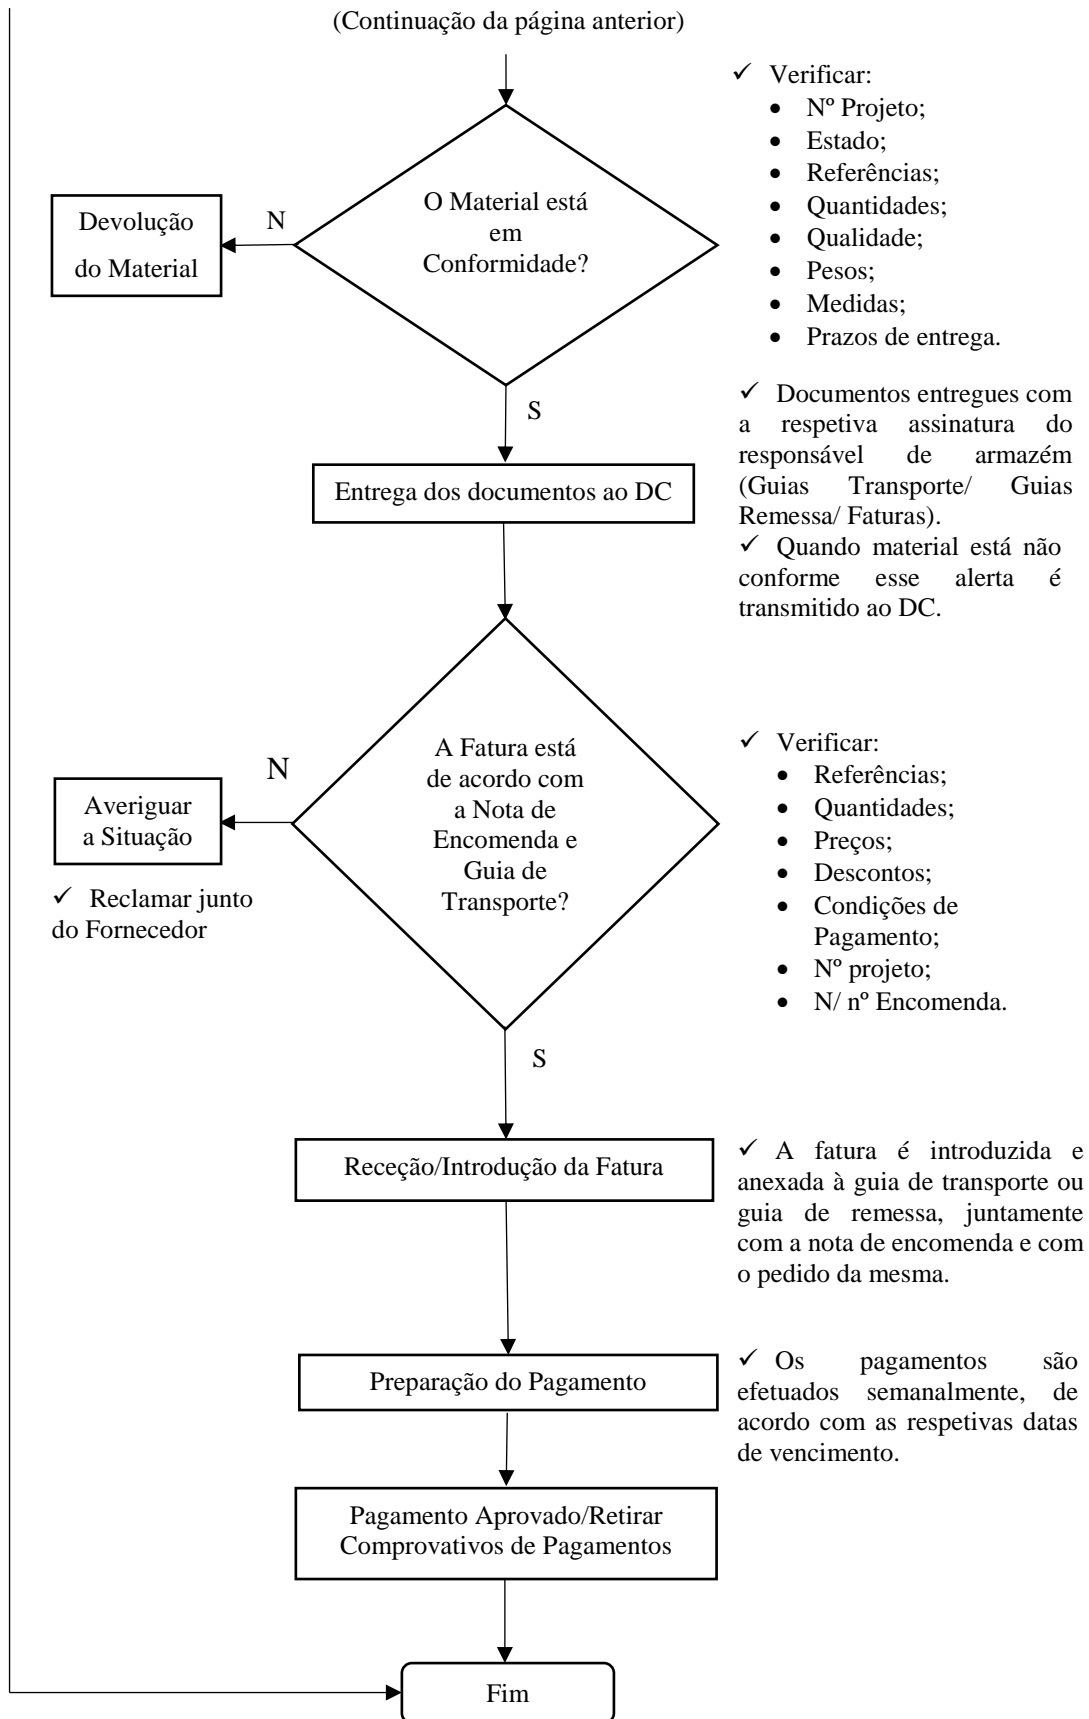 (Continuação da página anterior)
✓ Verificar:
• Nº Projeto;
• Estado;
• Referências;
• Quantidades;
• Qualidade;
• Pesos;
• Medidas;
• Prazos de entrega.
O Material está
em
Conformidade?
N
Devolução
do Material
S
✓ Documentos entregues com
a respetiva assinatura do
responsável de armazém
(Guias Transporte/ Guias
Remessa/ Faturas).
✓ Quando material está não
conforme esse alerta é
transmitido ao DC.
Entrega dos documentos ao DC
A Fatura está
de acordo com
a Nota de
Encomenda e
Guia de
Transporte?
N
Averiguar
a Situação
✓ Reclamar junto
do Fornecedor
✓ Verificar:
• Referências;
• Quantidades;
• Preços;
• Descontos;
• Condições de
Pagamento;
• Nº projeto;
• N/ nº Encomenda.
S
Receção/Introdução da Fatura
✓ A fatura é introduzida e
anexada à guia de transporte ou
guia de remessa, juntamente
com a nota de encomenda e com
o pedido da mesma.
Preparação do Pagamento
✓ Os pagamentos são
efetuados semanalmente, de
acordo com as respetivas datas
de vencimento.
Pagamento Aprovado/Retirar
Comprovativos de Pagamentos
Fim